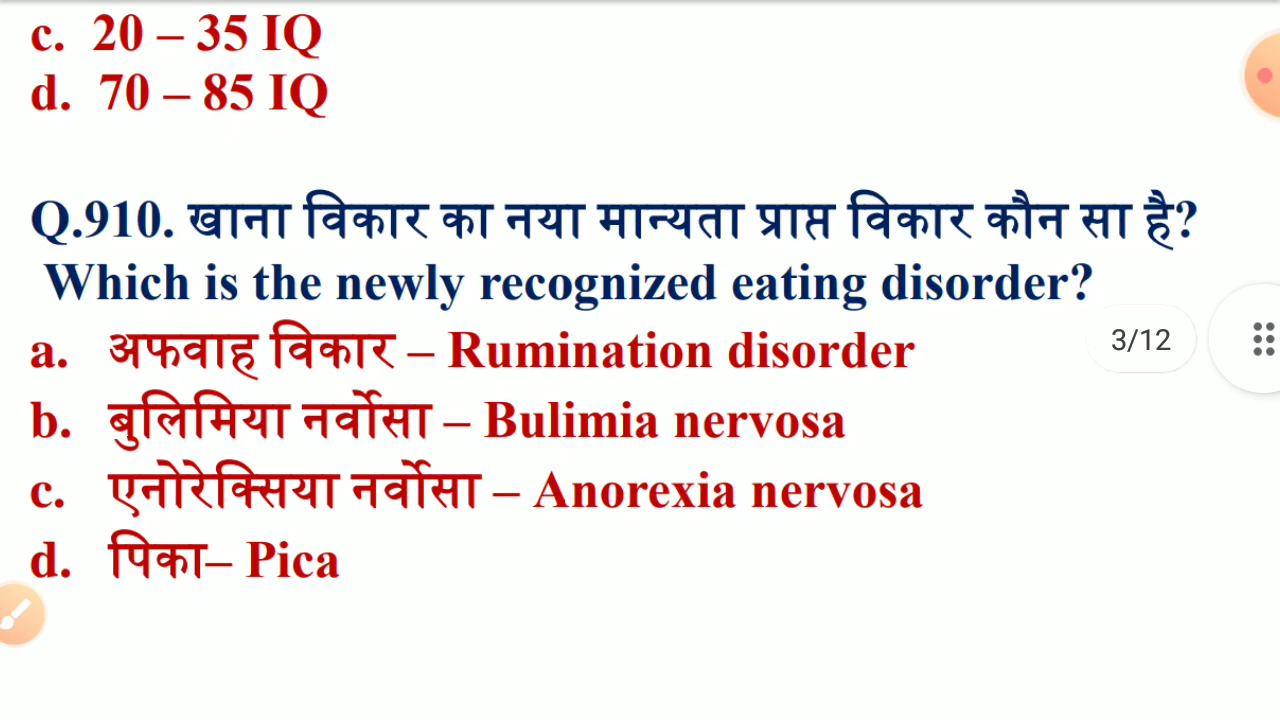 c. 20 – 35 IQ
d. 70 – 85 IQ
Q.910. खाना विकार का नया मान्यता प्राप्त विकार कौन सा है?
Which is the newly recognized eating disorder?
a. अफवाह विकार – Rumination disorder
3/12
b. बुलिमिया नर्वोसा – Bulimia nervosa
c. एनोरेक्सिया नर्वोसा – Anorexia nervosa
d. पिका– Pica